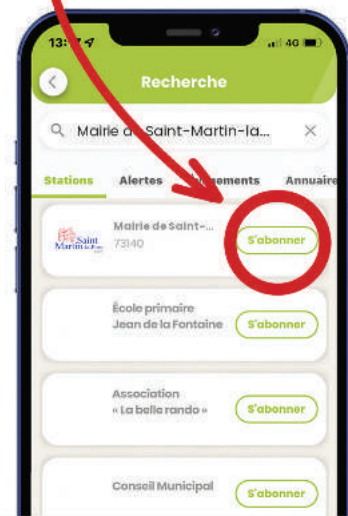 4G
Recherche
Mairie de Saint-Martin-la...
Stations Alertes Annuaire
Mairie de Saint-...
73140
S'abonner
Saint
École primaire
Jean de la Fontaine
S'abonner
Association
« La belle rando »
S'abonner
Conseil Municipal
S'abonner